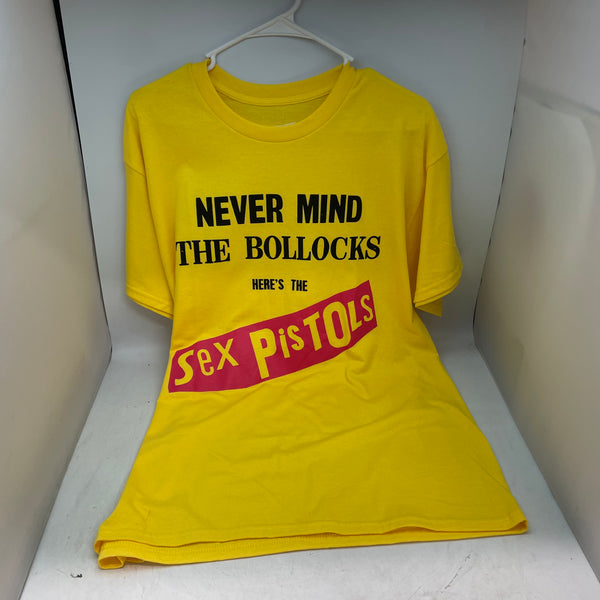 NEVER MIND
THE BOLLOCKS
HERE'S THE
Sex PiSTOLS